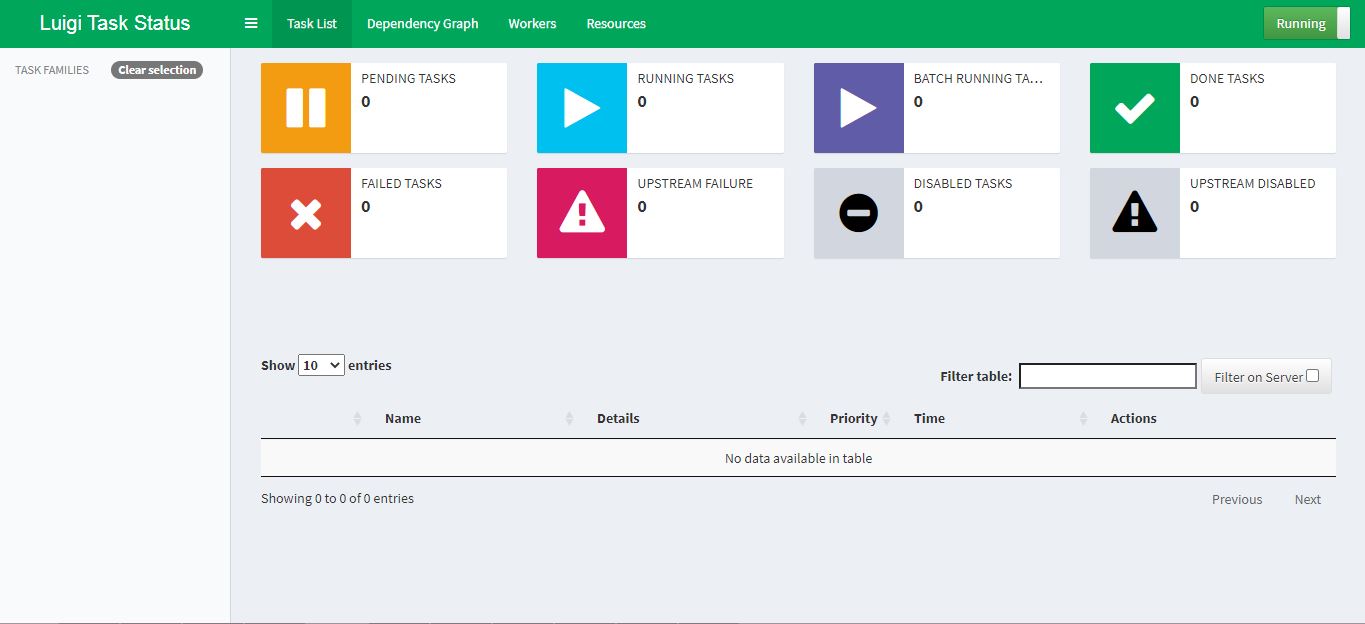 Luigi Task Status Task List Dependency Graph Workers Resources Running
TASK FAMILIES Clear selection
PENDING TASKS RUNNING TASKS BATCH RUNNING TA... DONE TASKS
0 0 0 0
FAILED TASKS UPSTREAM FAILURE DISABLED TASKS UPSTREAM DISABLED
0 0 0 0
Show 10 entries
Filter table: Filter on Server
Name Details Priority Time Actions
No data available in table
Showing 0 to 0 of 0 entries Previous Next